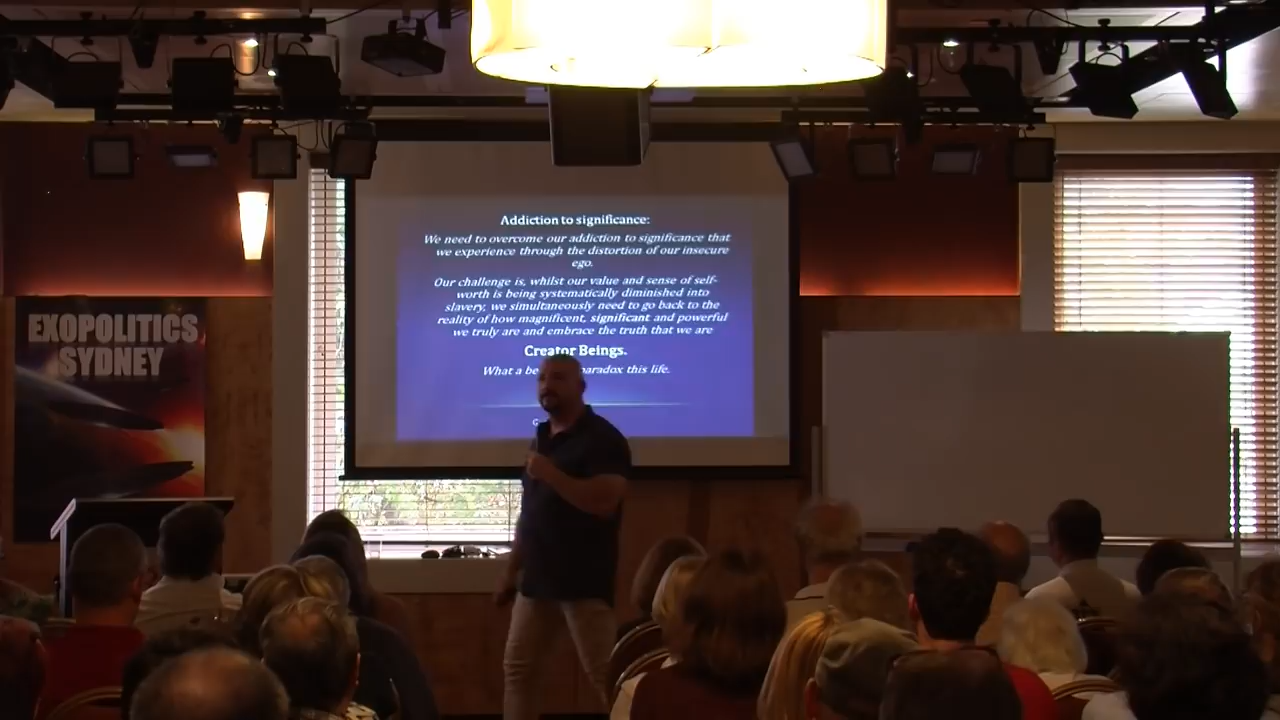 EXOPOLITICS
SYDNEY
Addiction to significance:
We need to overcome our addiction to significance that
we experience through the distortion of our insecure
ego.
Our challenge is, whilst our value and sense of self-
worth is being systematically diminished into
slavery, we simultaneously need to go back to the
reality of how magnificent, significant and powerful
we truly are and embrace the truth that we are
Creator Beings.
What a paradox this life.